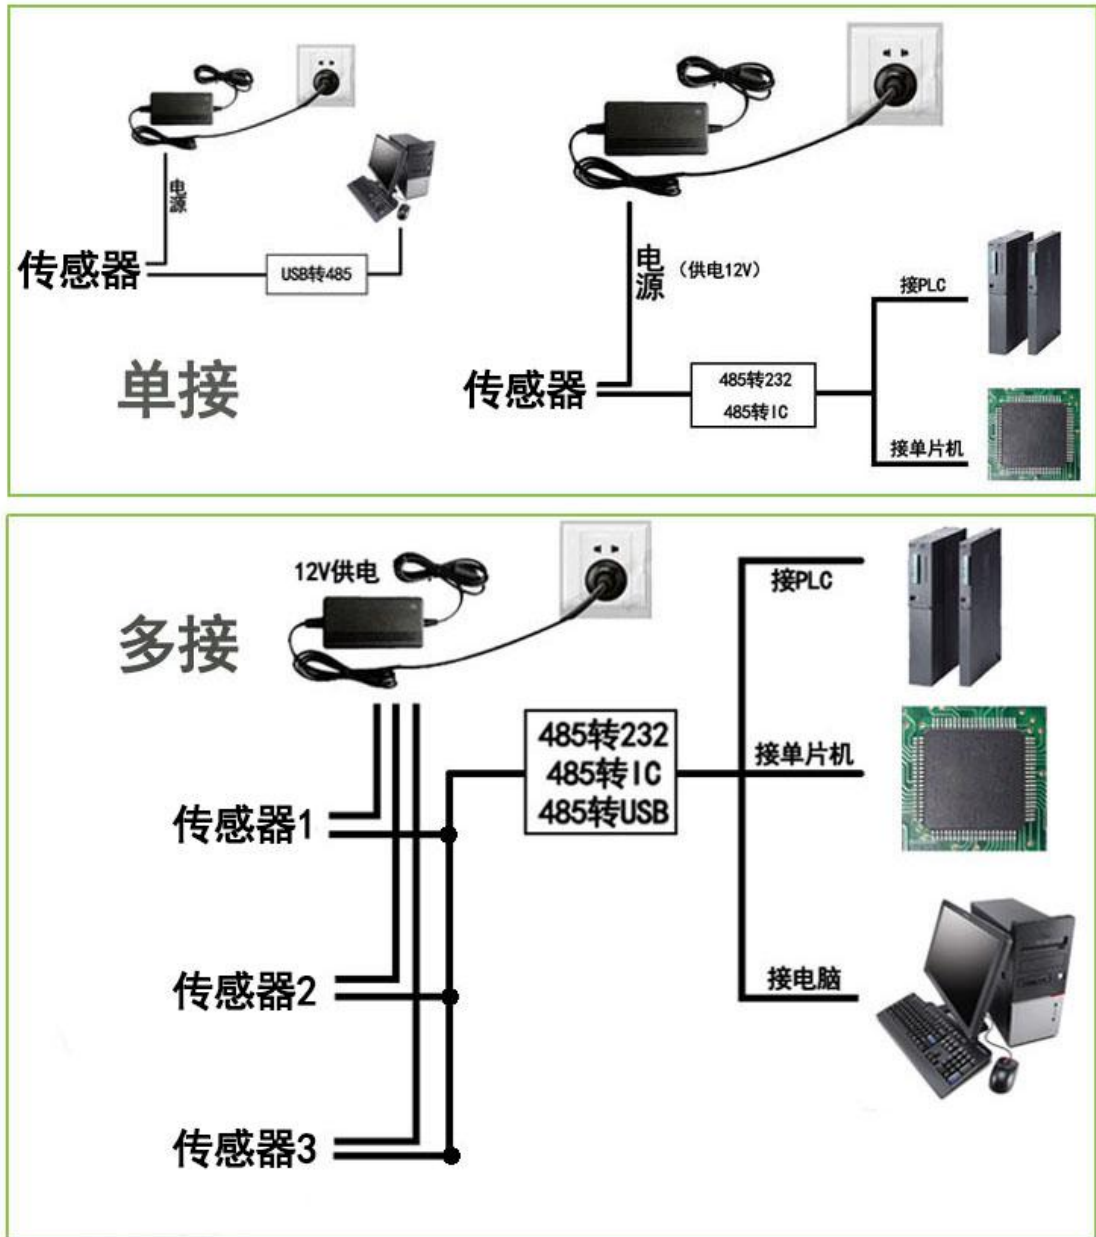 电源
传感器
USB转485
单接
电源
(供电12V)
接PLC
传感器
485转232
485转IC
接单片机
12V供电
多接
接PLC
485转232
485转IC
485转USB
接单片机
传感器1
传感器2
接电脑
传感器3